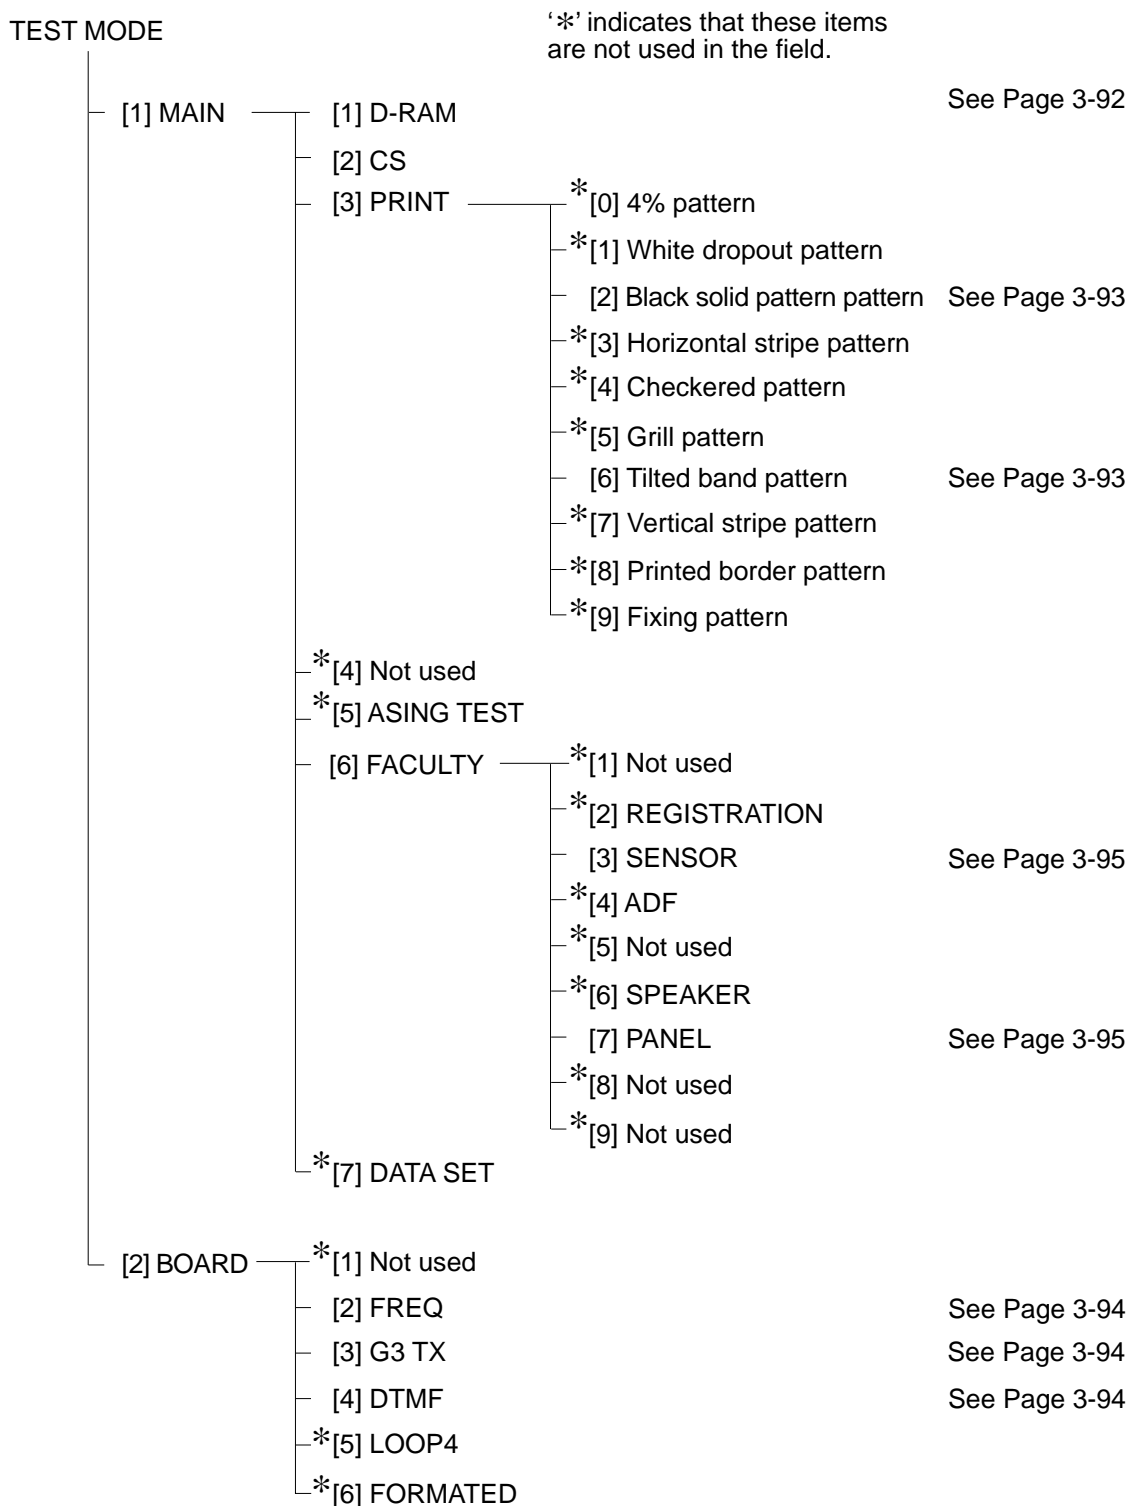 TEST MODE
‘*’ indicates that these items
are not used in the field.
[1] MAIN
[1] D-RAM
See Page 3-92
[2] CS
[3] PRINT
*[0] 4% pattern
*[1] White dropout pattern
[2] Black solid pattern pattern See Page 3-93
*[3] Horizontal stripe pattern
*[4] Checkered pattern
*[5] Grill pattern
[6] Tilted band pattern See Page 3-93
*[7] Vertical stripe pattern
*[8] Printed border pattern
*[9] Fixing pattern
*[4] Not used
*[5] ASING TEST
[6] FACULTY
*[1] Not used
*[2] REGISTRATION
[3] SENSOR See Page 3-95
*[4] ADF
*[5] Not used
*[6] SPEAKER
[7] PANEL See Page 3-95
*[8] Not used
*[9] Not used
*[7] DATA SET
[2] BOARD
*[1] Not used
[2] FREQ See Page 3-94
[3] G3 TX See Page 3-94
[4] DTMF See Page 3-94
*[5] LOOP4
*[6] FORMATED